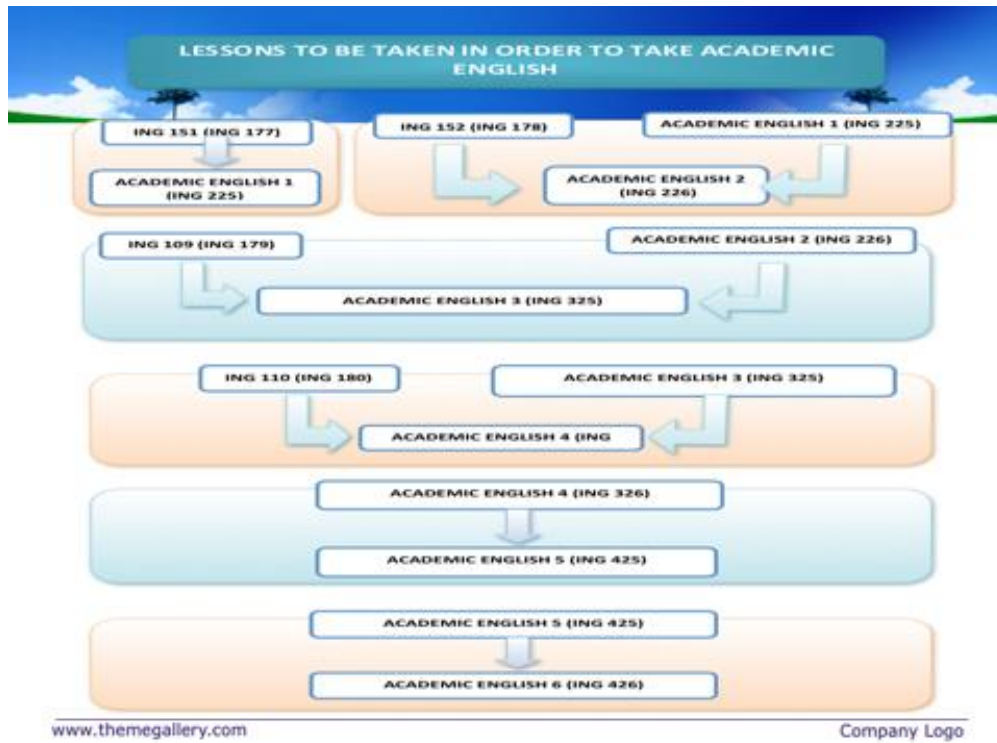 LESSONS TO BE TAKEN IN ORDER TO TAKE ACADEMIC
ENGLISH
ING 151 (ING 177)
ACADEMIC ENGLISH 1
(ING 225)
ING 152 (ING 178)
ACADEMIC ENGLISH 1 (ING 225)
ACADEMIC ENGLISH 2
(ING 226)
ING 109 (ING 179)
ACADEMIC ENGLISH 2 (ING 226)
ACADEMIC ENGLISH 3 (ING 325)
ING 110 (ING 180)
ACADEMIC ENGLISH 3 (ING 325)
ACADEMIC ENGLISH 4 (ING
ACADEMIC ENGLISH 4 (ING 326)
ACADEMIC ENGLISH 5 (ING 425)
ACADEMIC ENGLISH 5 (ING 425)
ACADEMIC ENGLISH 6 (ING 426)
www.themegallery.com
Company Logo